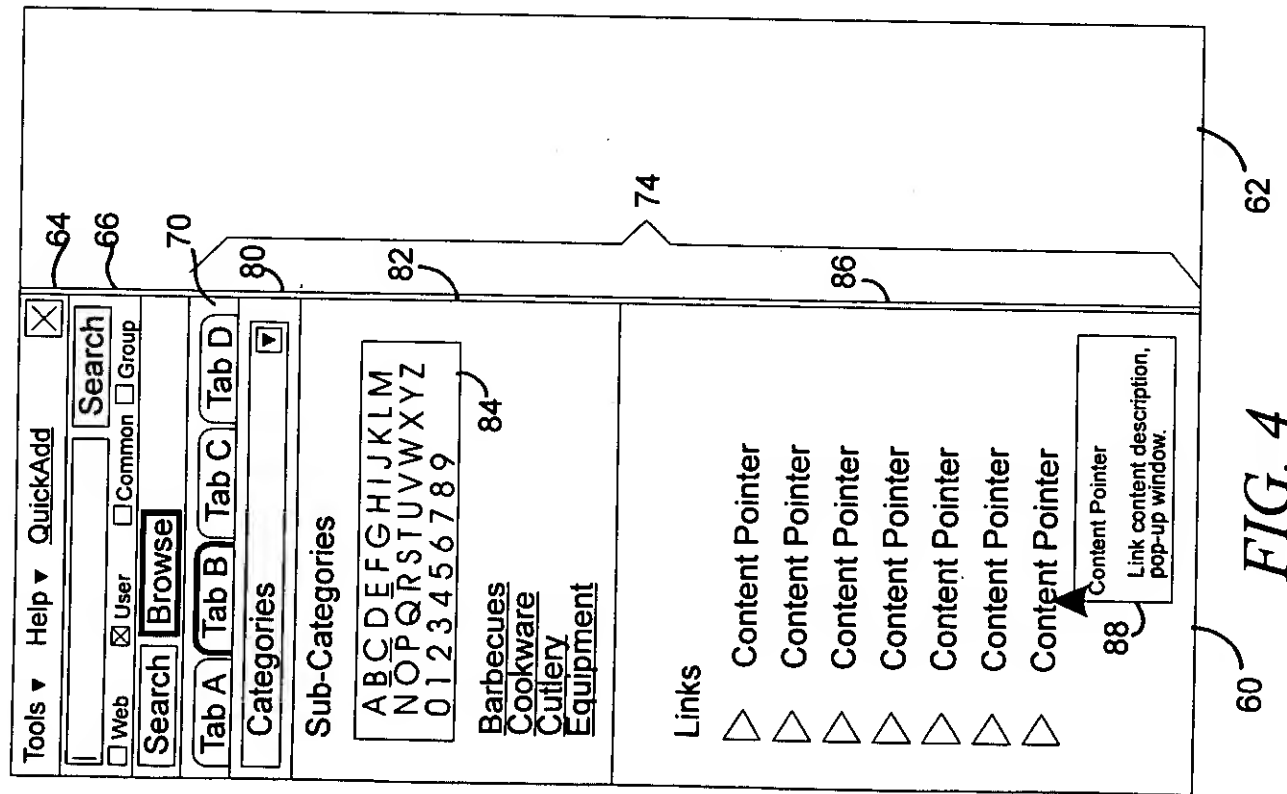 Tools ▾ Help ▾ QuickAdd
64
Search
66
Web ☒ User Common Group
Search Browse
70
Tab A Tab B Tab C Tab D
Categories
80
Sub-Categories
82
A B C D E F G H I J K L M
N O P Q R S T U V W X Y Z
0 1 2 3 4 5 6 7 8 9
84
Barbecues
Cookware
Cutlery
Equipment
74
Links
86
Content Pointer
Content Pointer
Content Pointer
Content Pointer
Content Pointer
Content Pointer
Content Pointer
Content Pointer
Link content description,
pop-up window.
88
60
62
FIG. 4